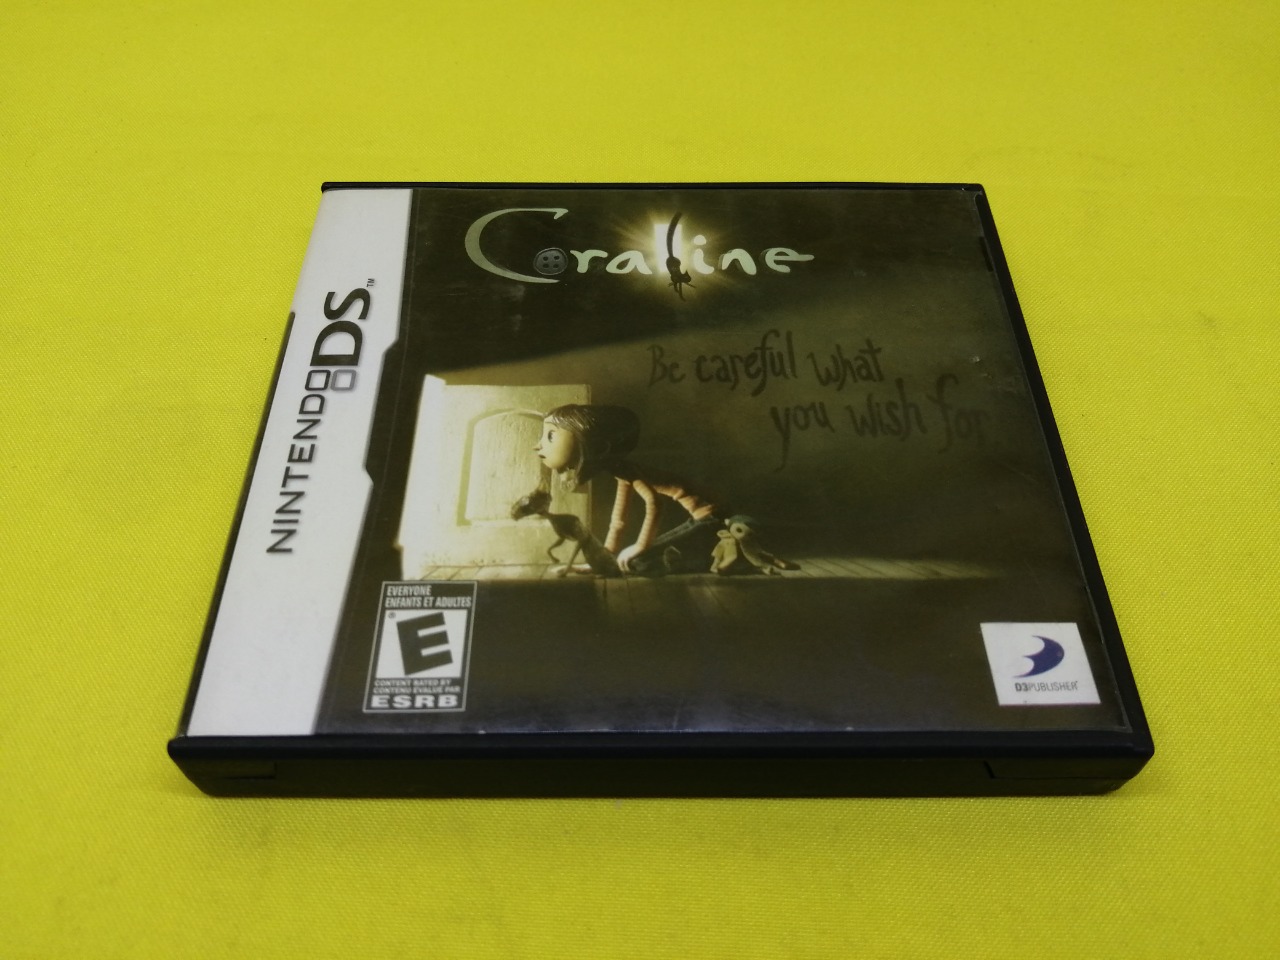 Coraline
Be careful what
you wish for
NINTENDO DS™
EVERYONE
ENFANTS ET ADULTES
E
CONTENT RATED BY
CONTENU ÉVALUÉ PAR
ESRB
D3PUBLISHER